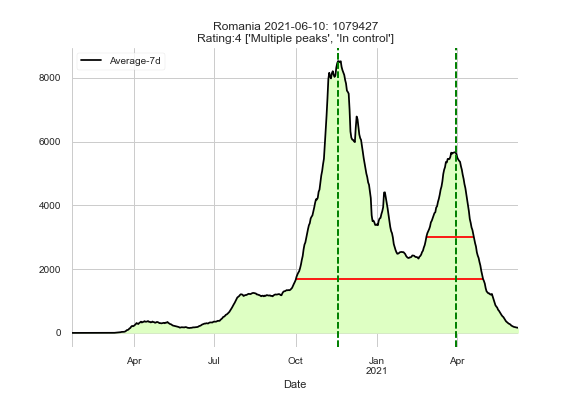 Romania 2021-06-10: 1079427
Rating:4 ['Multiple peaks', 'In control']
Average-7d
8000
6000
4000
2000
0
Apr
Jul
Oct
Jan
2021
Apr
Date